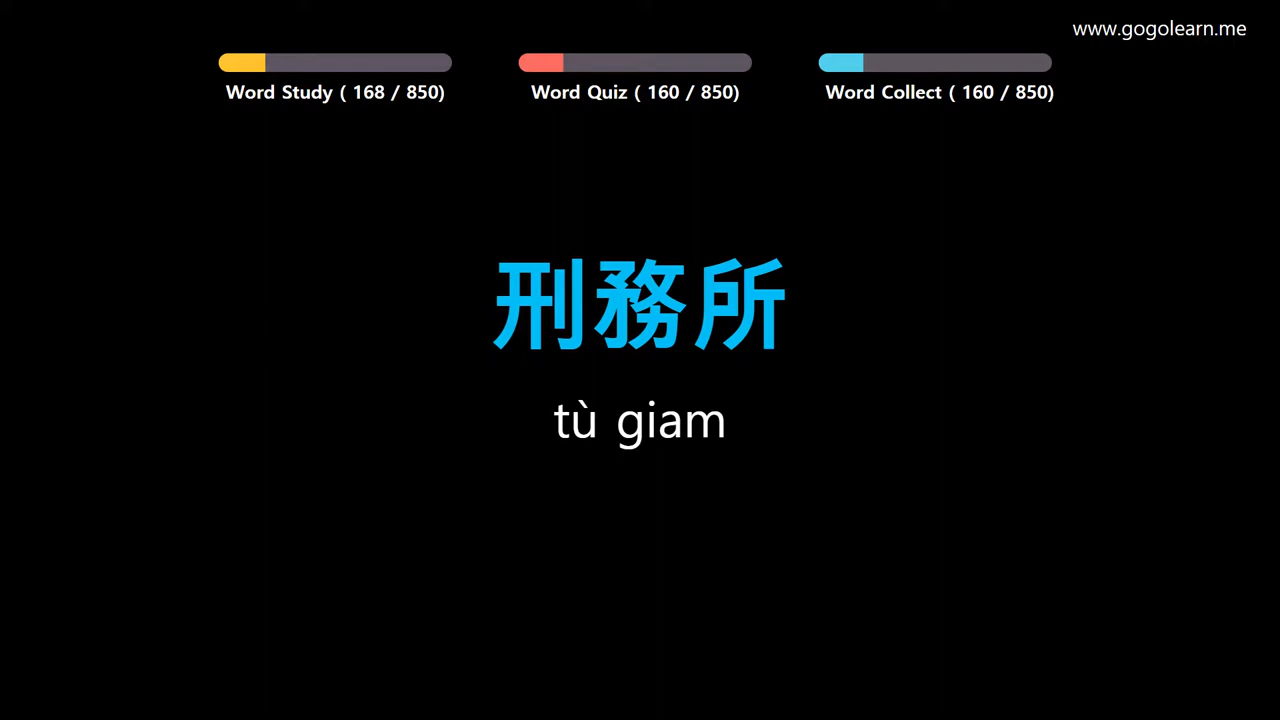 www.gogolearn.me
Word Study ( 168 / 850)
Word Quiz ( 160 / 850)
Word Collect ( 160 / 850)
刑務所
tù giam